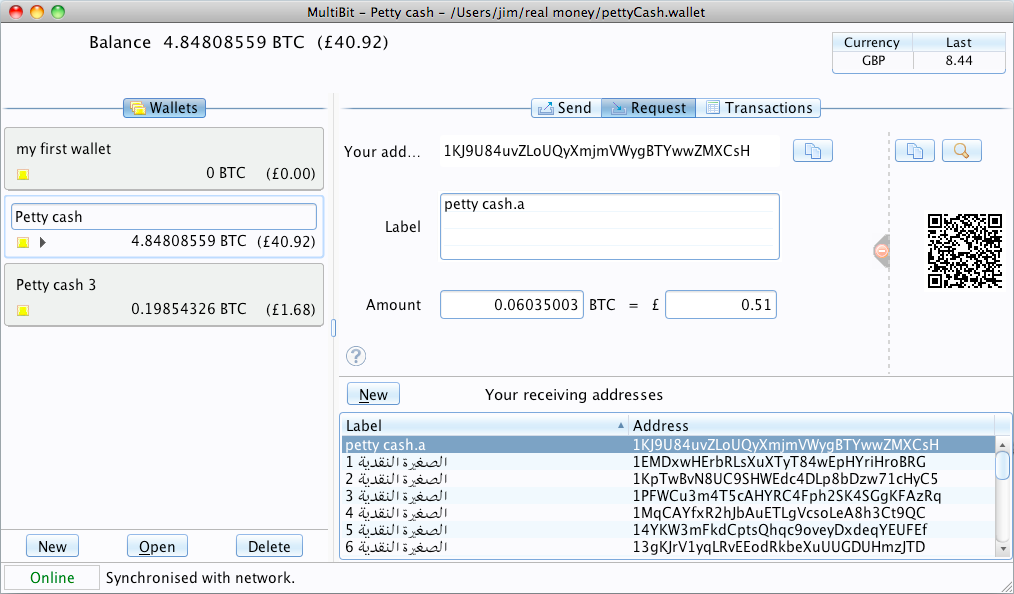 MultiBit - Petty cash - /Users/jim/real money/pettyCash.wallet
Balance 4.84808559 BTC (£40.92)
Currency Last
GBP 8.44
Wallets
Send Request Transactions
my first wallet
0 BTC (£0.00)
Petty cash
4.84808559 BTC (£40.92)
Petty cash 3
0.19854326 BTC (£1.68)
New Open Delete
Your add... 1KJ9U84uvZLoUQyXmjmVWygBTYwwZMXCsH
Label petty cash.a
Amount 0.06035003 BTC = £ 0.51
?
New Your receiving addresses
Label Address
petty cash.a 1KJ9U84uvZLoUQyXmjmVWygBTYwwZMXCsH
الصغيرة النقدية 1 1EMDxwHErbRLsXuXTyT84wEpHYriHroBRG
الصغيرة النقدية 2 1KpTwBvN8UC9SHWEdc4DLp8bDzw71cHyC5
الصغيرة النقدية 3 1PFWCu3m4T5cAHYRC4Fph2SK4SGgKFAzRq
الصغيرة النقدية 4 1MqCAYfxR2hJbAuETLgVcsoLeA8h3Ct9QC
الصغيرة النقدية 5 14YKW3mFkdCptsQhqc9oveyDxdeqYEUFEf
الصغيرة النقدية 6 13gKJrV1yqLRvEEodRkbeXuUUGDUHmzJTD
Online Synchronised with network.